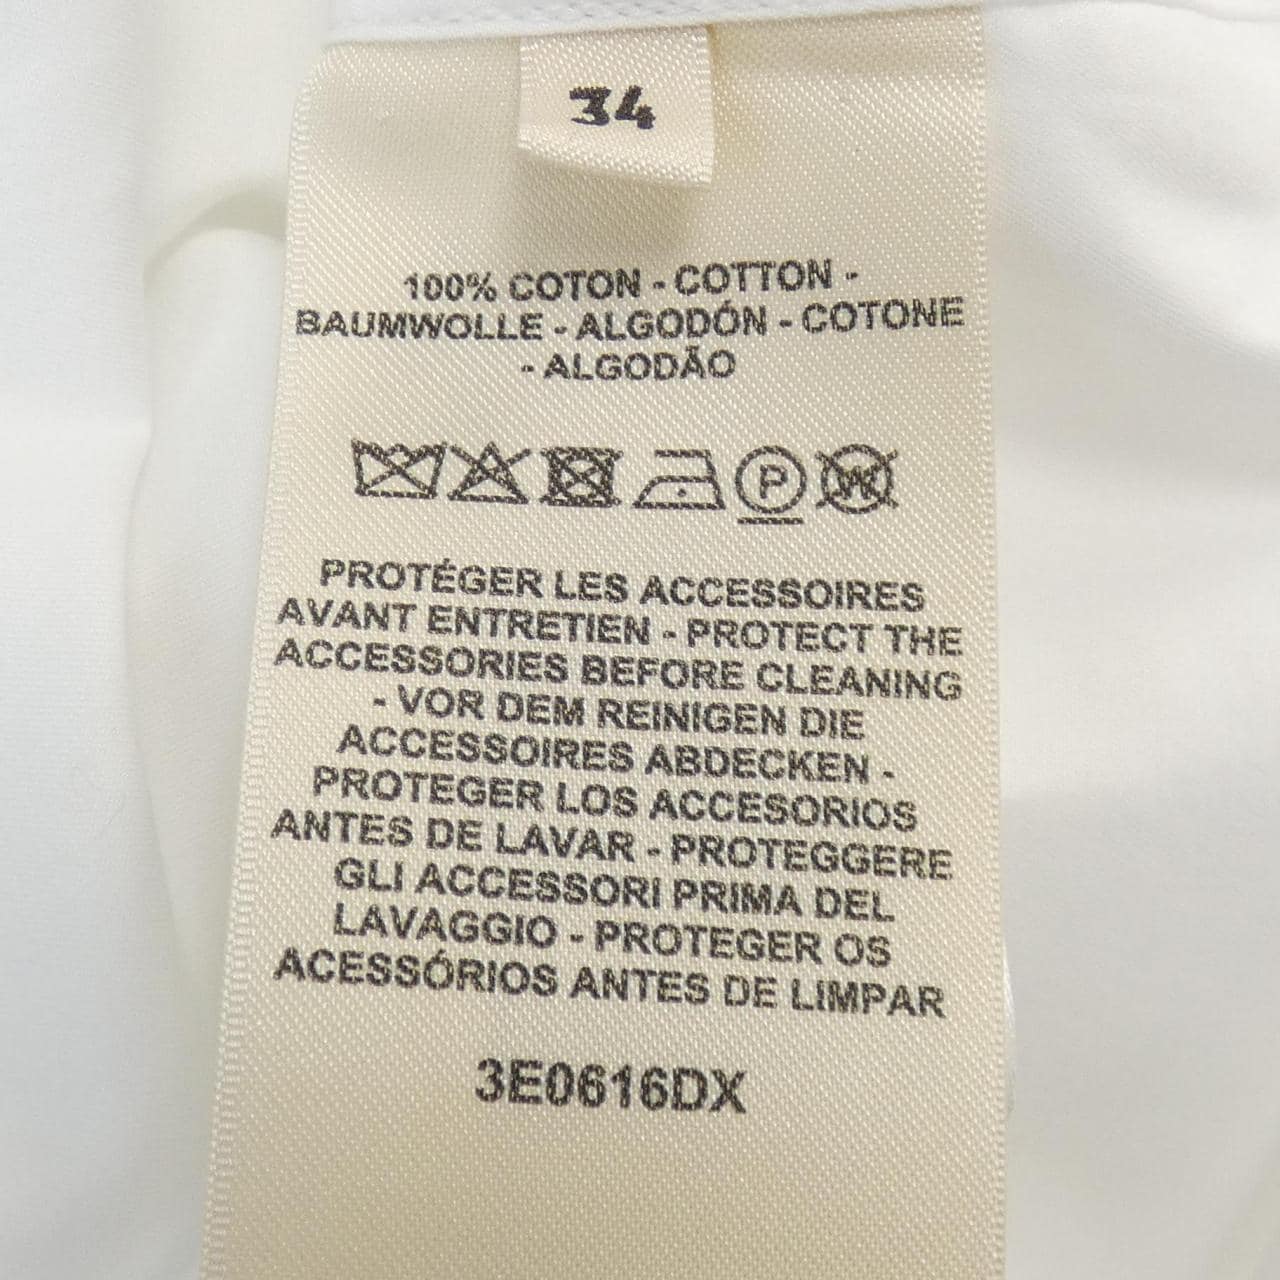 34
100% COTON - COTTON -
BAUMWOLLE - ALGODÓN - COTONE
- ALGODÃO
P W
PROTÉGER LES ACCESSOIRES
AVANT ENTRETIEN - PROTECT THE
ACCESSORIES BEFORE CLEANING
- VOR DEM REINIGEN DIE
ACCESSOIRES ABDECKEN -
PROTEGER LOS ACCESORIOS
ANTES DE LAVAR - PROTEGGERE
GLI ACCESSORI PRIMA DEL
LAVAGGIO - PROTEGER OS
ACESSÓRIOS ANTES DE LIMPAR
3E0616DX